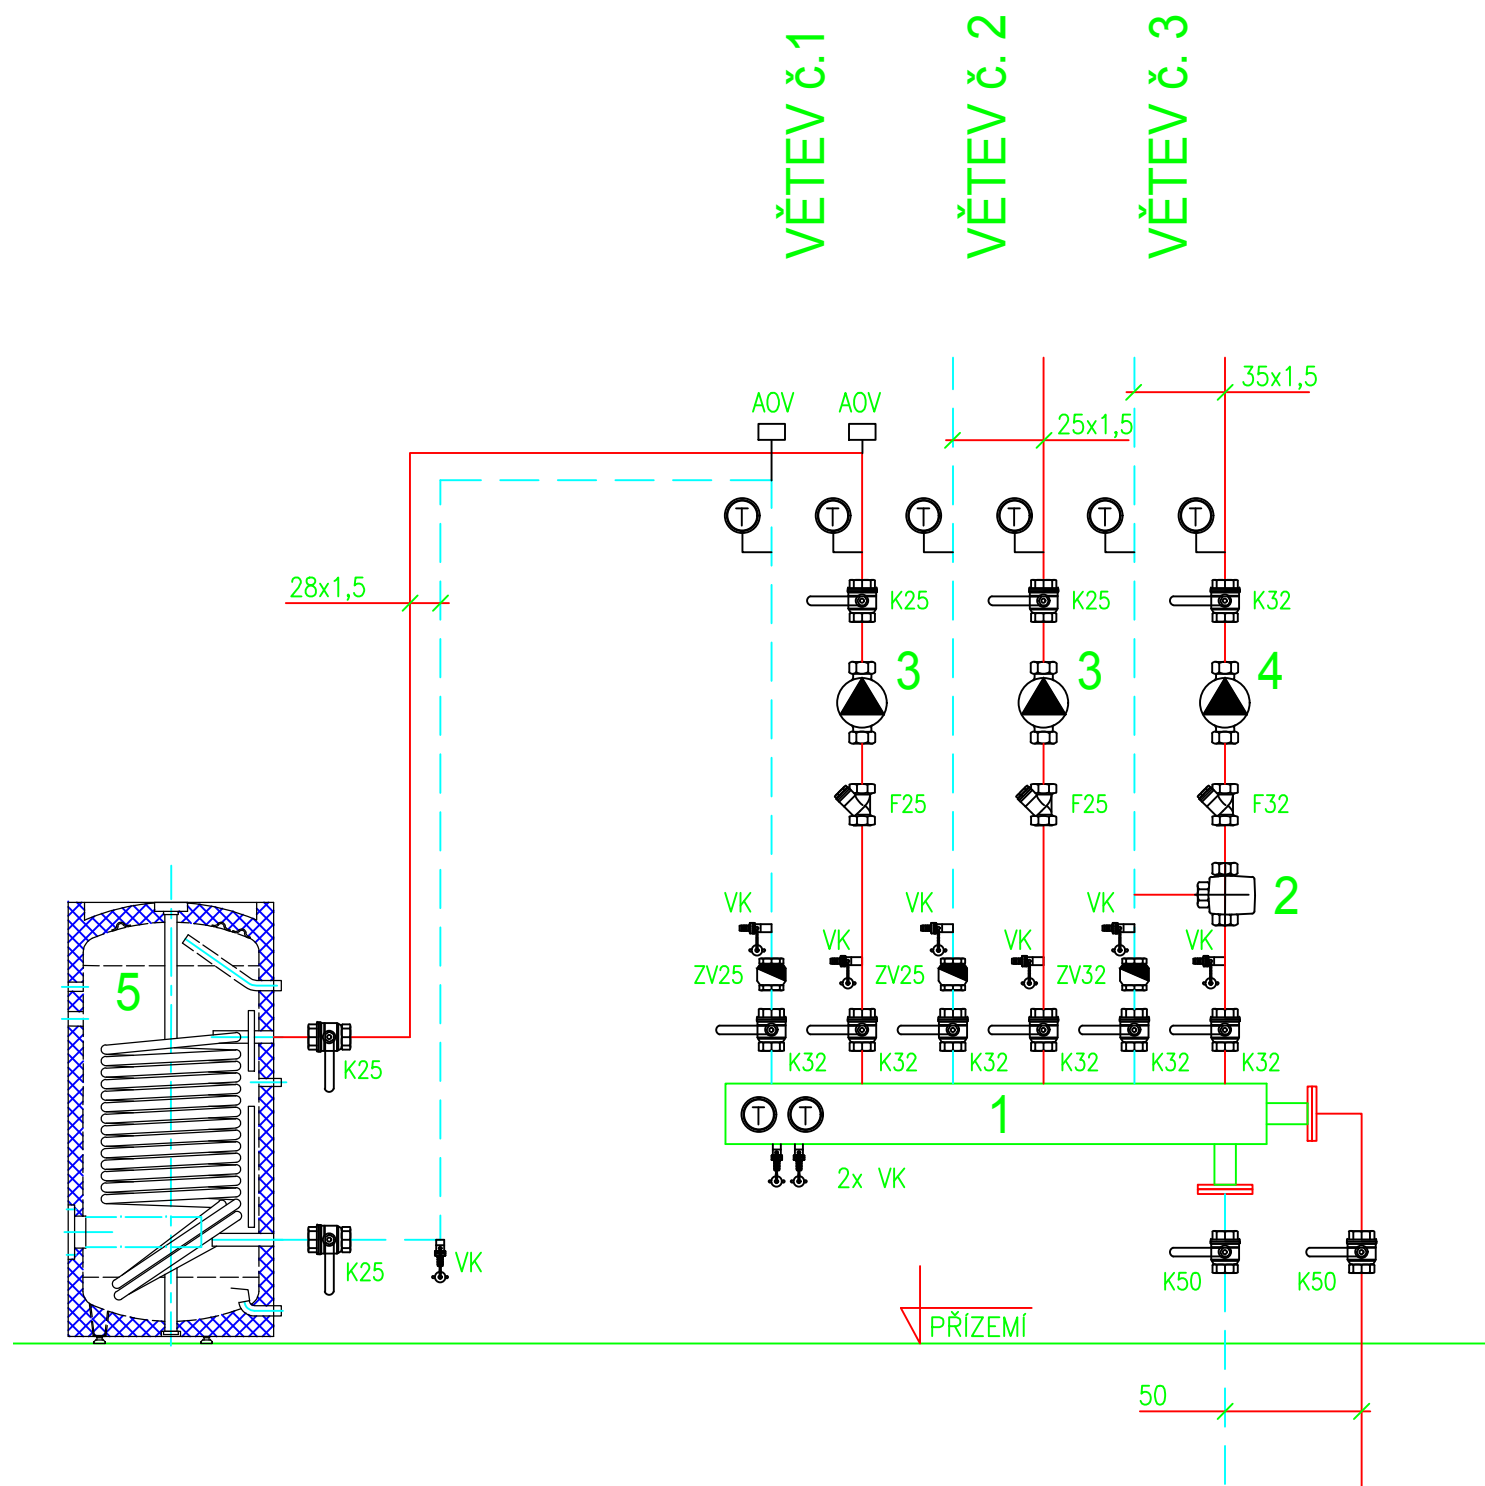 VĚTEV č.1
VĚTEV č. 2
VĚTEV č. 3
35x1,5
AOV
AOV
25x1,5
T
T
T
T
T
T
28x1,5
K25
K25
K32
3
3
4
F25
F25
F32
2
VK
VK
VK
VK
VK
VK
5
ZV25
ZV25
ZV32
K25
K32
K32
K32
K32
K32
K32
T
T
1
2x VK
K25
VK
K50
K50
PŘÍZEMÍ
50